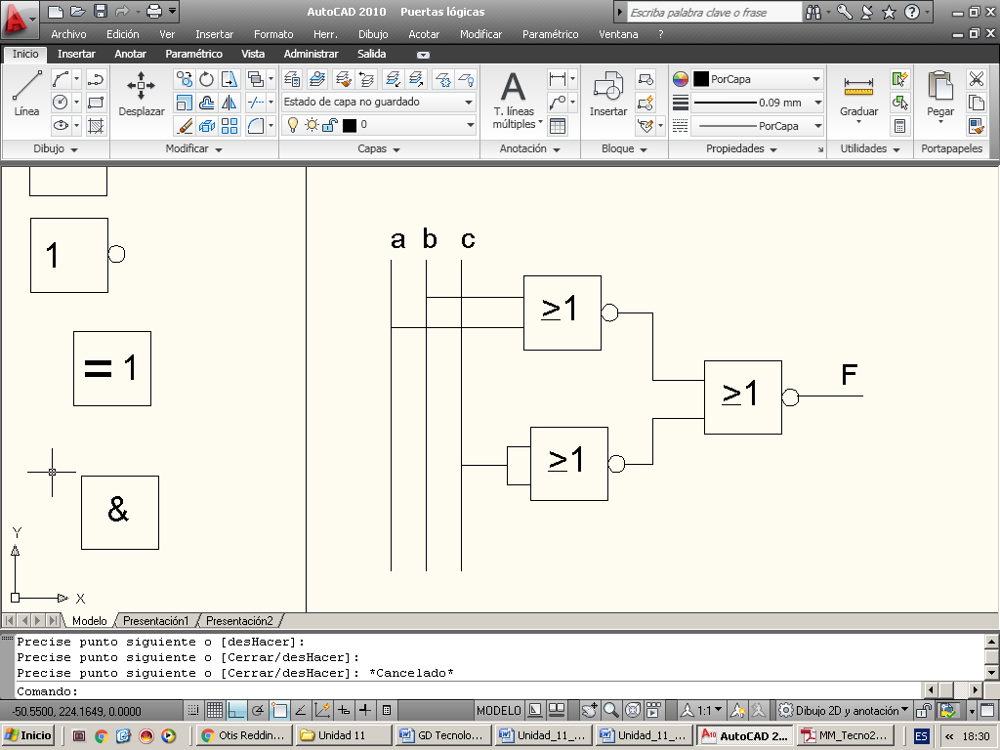 AutoCAD 2010 Puertas lógicas
Escriba palabra clave o frase
Archivo Edición Ver Insertar Formato Herr. Dibujo Acotar Modificar Paramétrico Ventana ?
Inicio Insertar Anotar Paramétrico Vista Administrar Salida
Línea
Desplazar
Estado de capa no guardado
0
A
T. líneas
múltiples
Insertar
PorCapa
0.09 mm
PorCapa
Graduar
Pegar
Dibujo Modificar Capas Anotación Bloque Propiedades Utilidades Portapapeles
1
= 1
&
a b c
≥1
≥1
≥1
F
Y
X
Modelo Presentación1 Presentación2
Precise punto siguiente o [desHacer]:
Precise punto siguiente o [Cerrar/desHacer]:
Precise punto siguiente o [Cerrar/desHacer]: *Cancelado*
Comando:
-50.5500, 224.1649, 0.0000 MODELO 1:1 Dibujo 2D y anotación
Inicio Otis Reddin... Unidad 11 GD Tecnolo... Unidad_11_... Unidad_11_... AutoCAD 2... MM_Tecno2... ES « 18:30